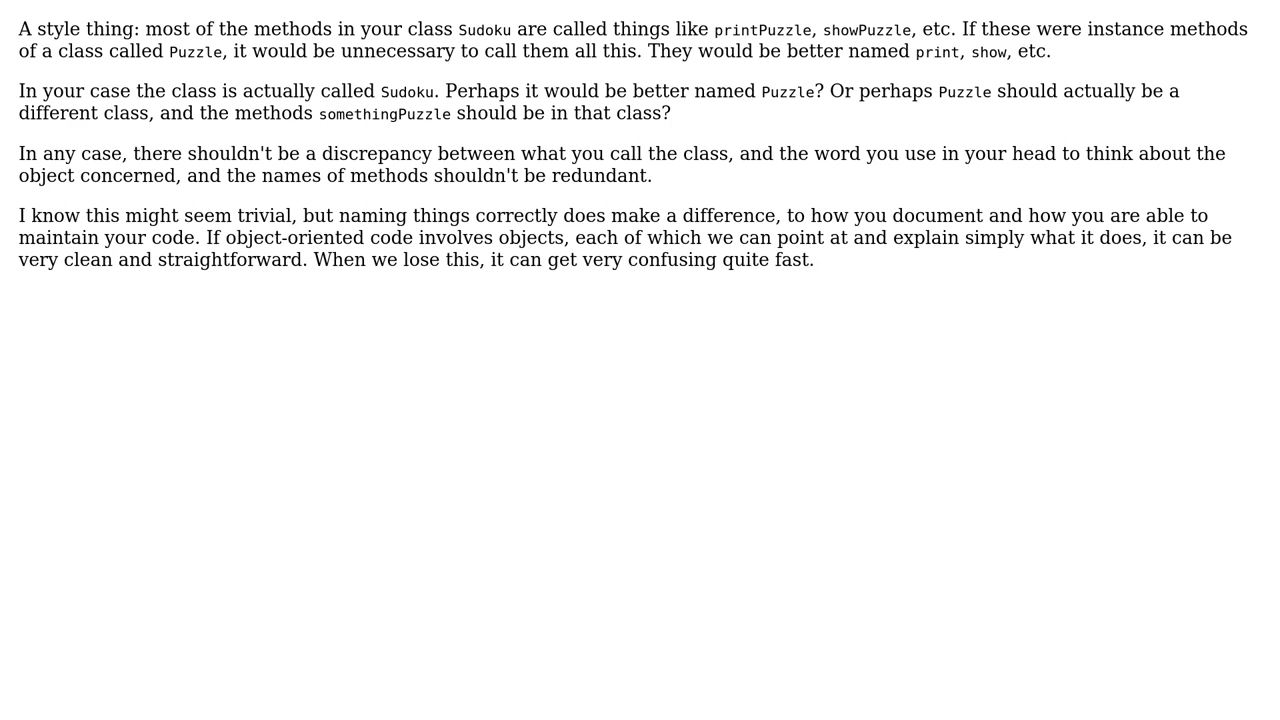 A style thing: most of the methods in your class Sudoku are called things like printPuzzle, showPuzzle, etc. If these were instance methods
of a class called Puzzle, it would be unnecessary to call them all this. They would be better named print, show, etc.
In your case the class is actually called Sudoku. Perhaps it would be better named Puzzle? Or perhaps Puzzle should actually be a
different class, and the methods somethingPuzzle should be in that class?
In any case, there shouldn't be a discrepancy between what you call the class, and the word you use in your head to think about the
object concerned, and the names of methods shouldn't be redundant.
I know this might seem trivial, but naming things correctly does make a difference, to how you document and how you are able to
maintain your code. If object-oriented code involves objects, each of which we can point at and explain simply what it does, it can be
very clean and straightforward. When we lose this, it can get very confusing quite fast.